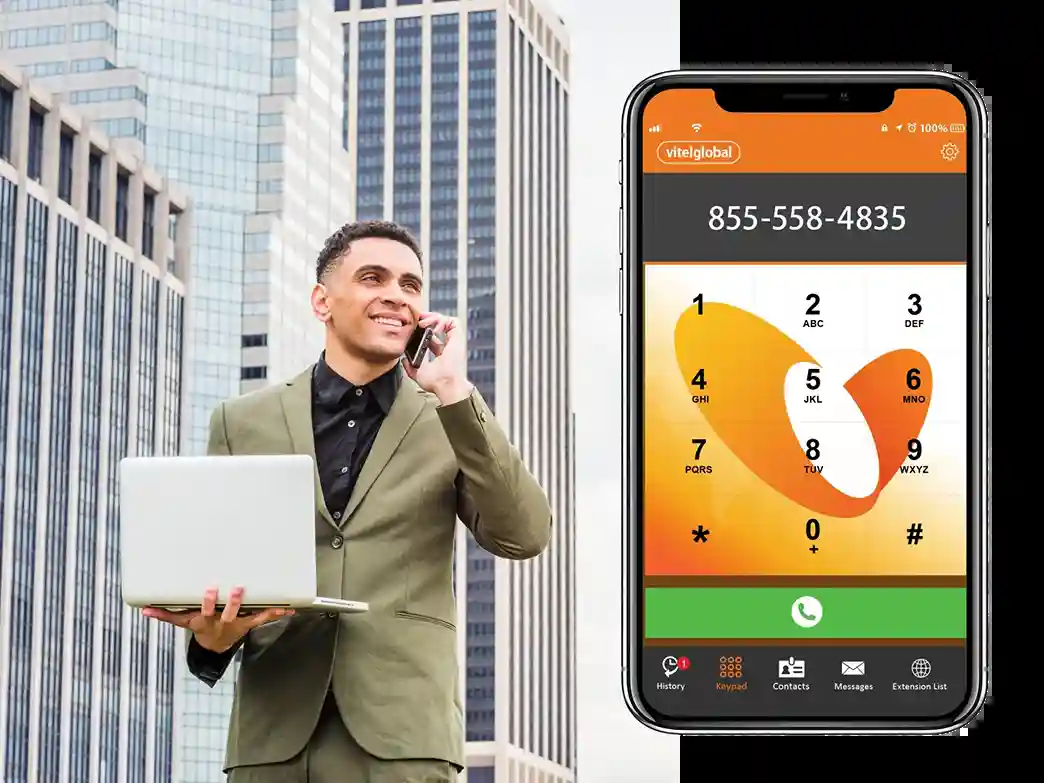 100%
vitelglobal
855-558-4835
1 2 3
ABC DEF
4 5 6
GHI JKL MNO
7 8 9
PQRS TUV WXYZ
* 0 #
+
1
History Keypad Contacts Messages Extension List